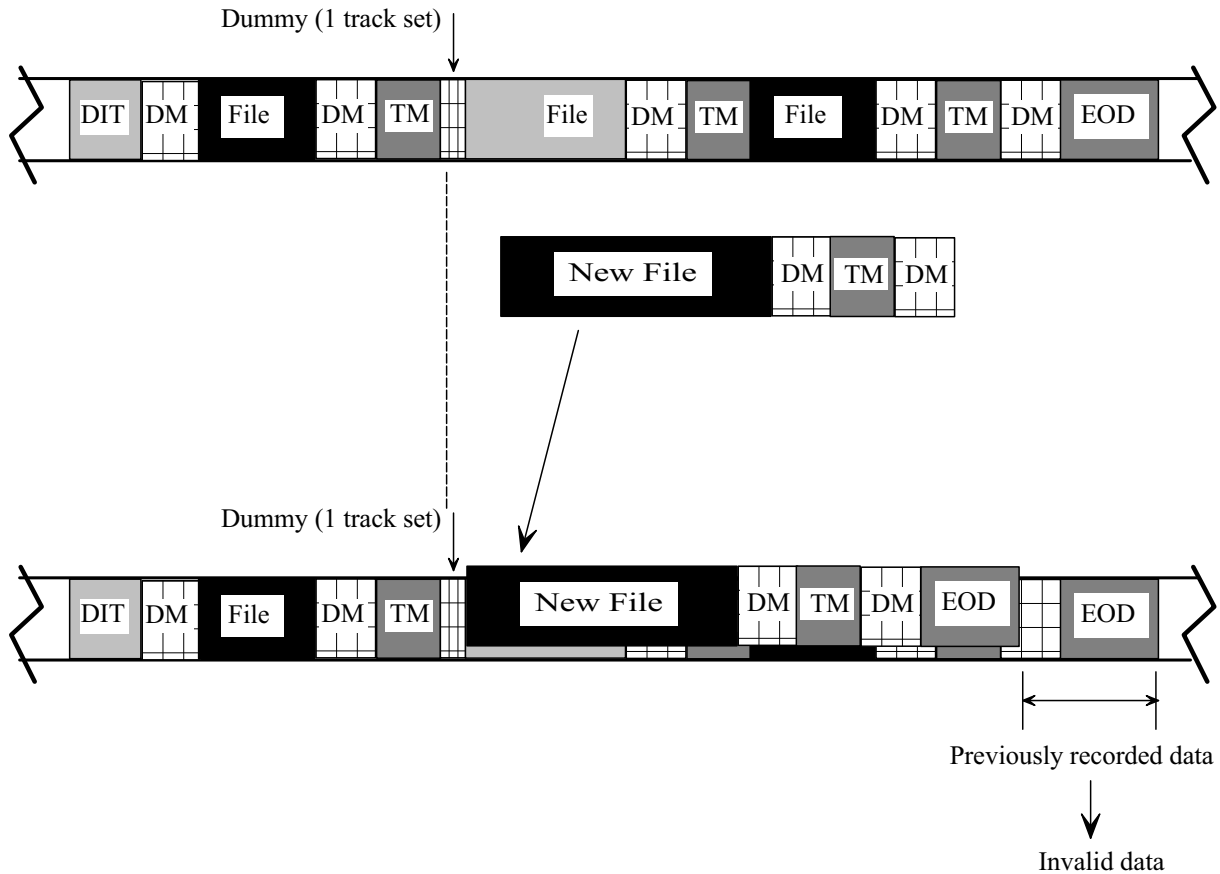 Dummy (1 track set)
DIT DM File DM TM File DM TM File DM TM DM EOD
New File DM TM DM
Dummy (1 track set)
DIT DM File DM TM New File DM TM DM EOD EOD
Previously recorded data
Invalid data